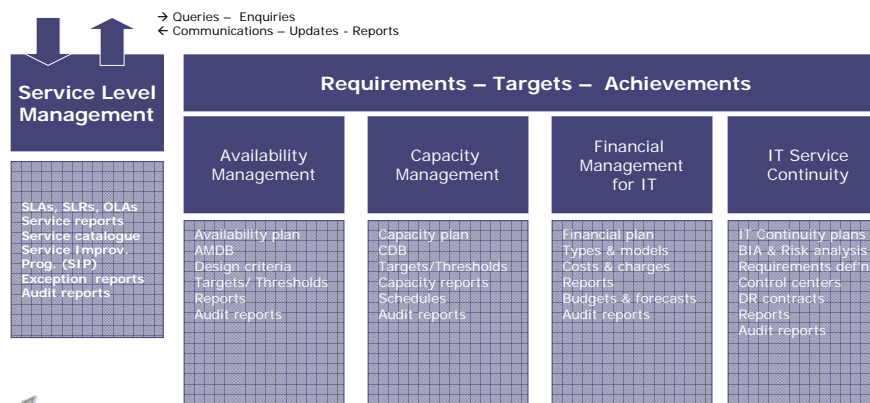 → Queries – Enquiries
← Communications – Updates - Reports
Service Level
Management
Requirements – Targets – Achievements
Availability
Management
Capacity
Management
Financial
Management
for IT
IT Service
Continuity
SLAs, SLRs, OLAs
Service reports
Service catalogue
Service Improv.
Prog. (SIP)
Exception reports
Audit reports
Availability plan
AMDB
Design criteria
Targets/ Thresholds
Reports
Audit reports
Capacity plan
CDB
Targets/Thresholds
Capacity reports
Schedules
Audit reports
Financial plan
Types & models
Costs & charges
Reports
Budgets & forecasts
Audit reports
IT Continuity plans
BIA & Risk analysis
Requirements def'n
Control centers
DR contracts
Reports
Audit reports